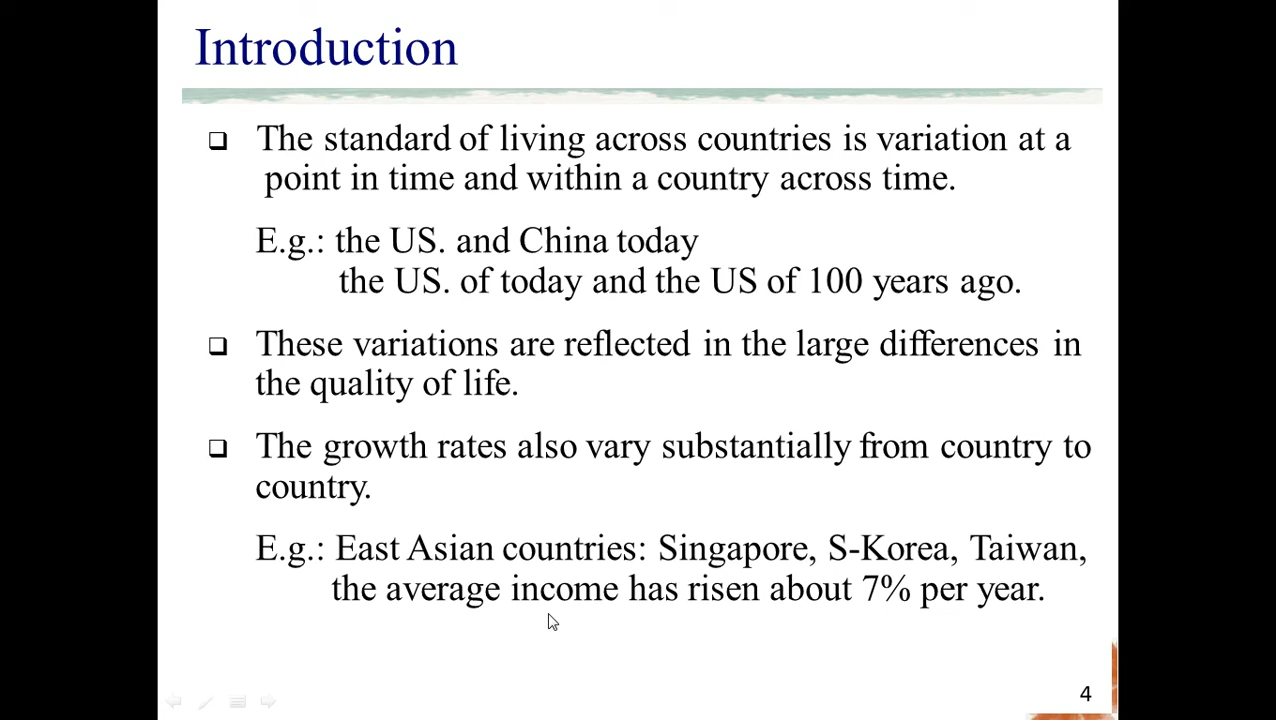 Introduction
The standard of living across countries is variation at a
point in time and within a country across time.
E.g.: the US. and China today
the US. of today and the US of 100 years ago.
These variations are reflected in the large differences in
the quality of life.
The growth rates also vary substantially from country to
country.
E.g.: East Asian countries: Singapore, S-Korea, Taiwan,
the average income has risen about 7% per year.
4